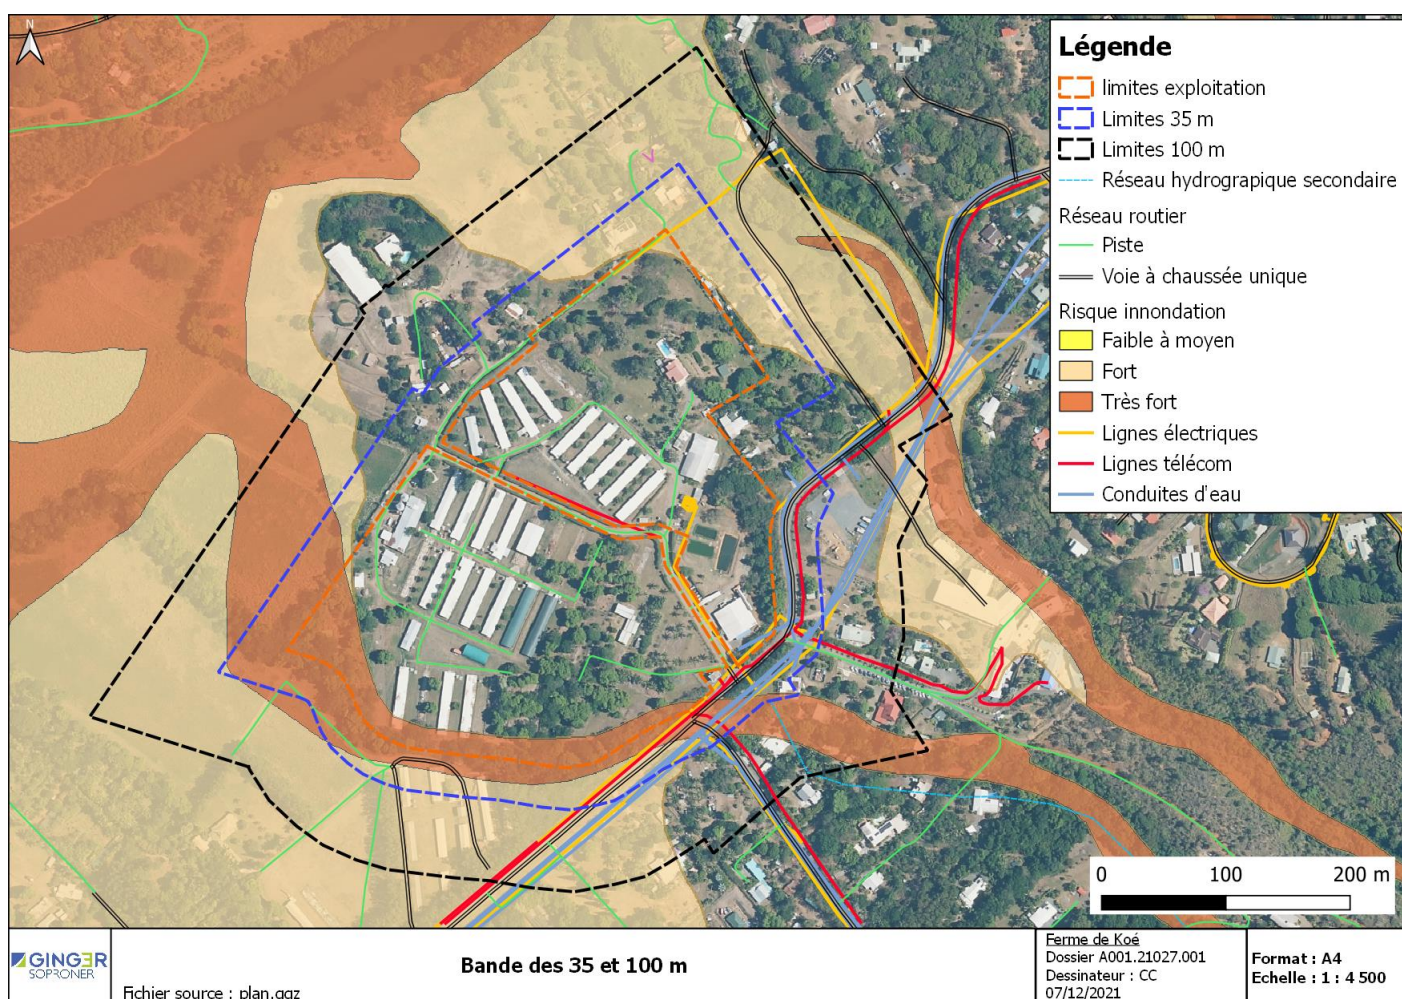 N
Légende
limites exploitation
Limites 35 m
Limites 100 m
Réseau hydrograpique secondaire
Réseau routier
Piste
Voie à chaussée unique
Risque innondation
Faible à moyen
Fort
Très fort
Lignes électriques
Lignes télécom
Conduites d'eau
0 100 200 m
GINGER
SOPRONER
Fichier source : plan.qgz
Bande des 35 et 100 m
Ferme de Koé
Dossier A001.21027.001
Dessinateur : CC
07/12/2021
Format : A4
Echelle : 1 : 4 500